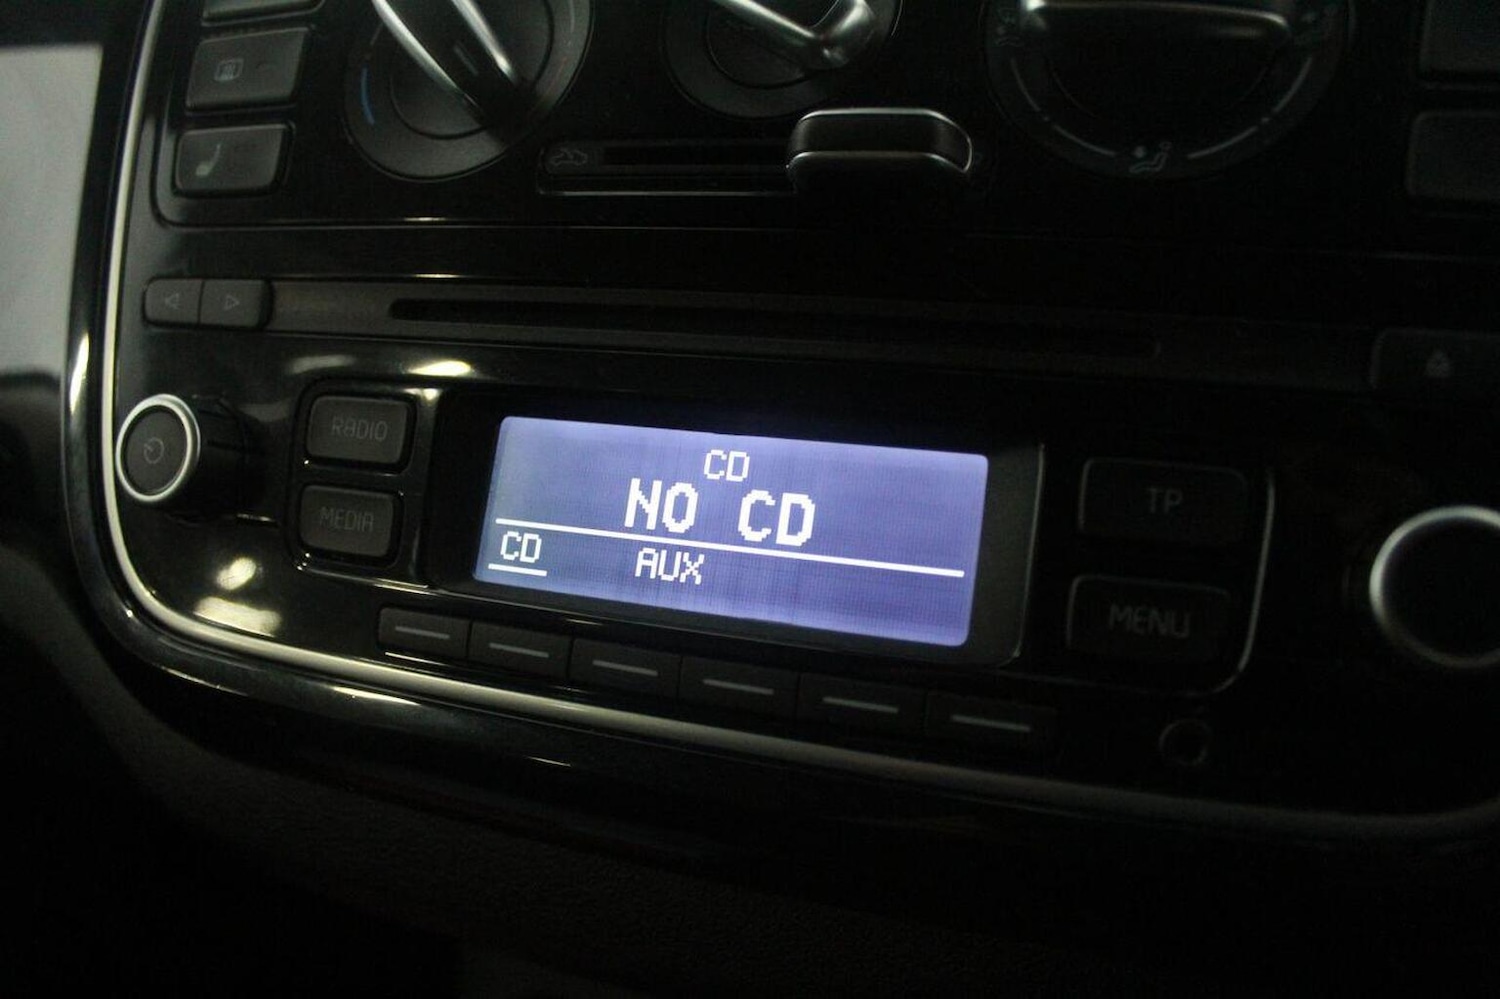 RADIO
MEDIA
CD
NO CD
CD AUX
TP
MENU